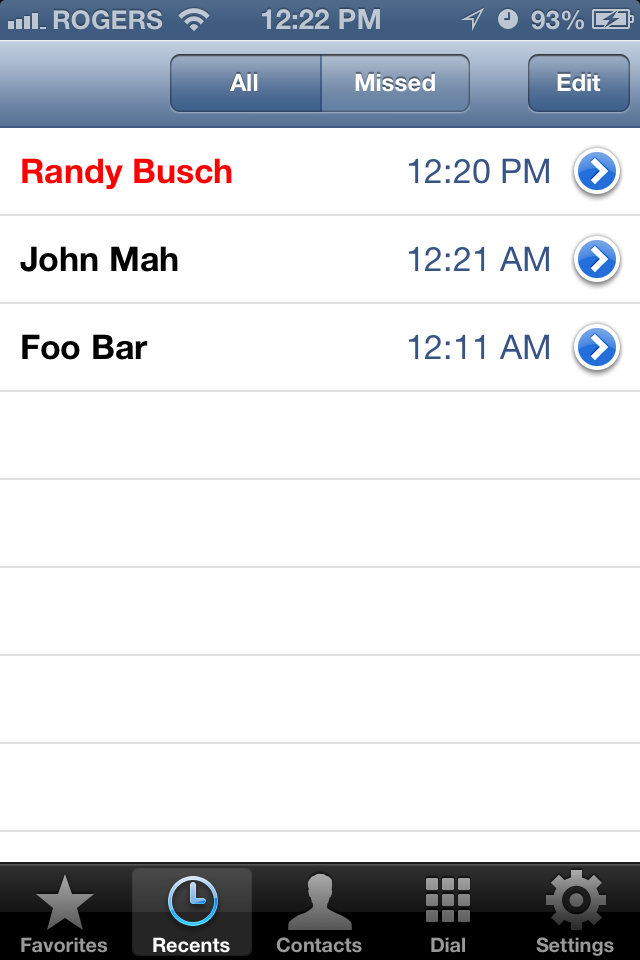 ROGERS 12:22 PM 93%
All Missed Edit
Randy Busch 12:20 PM
John Mah 12:21 AM
Foo Bar 12:11 AM
Favorites Recents Contacts Dial Settings